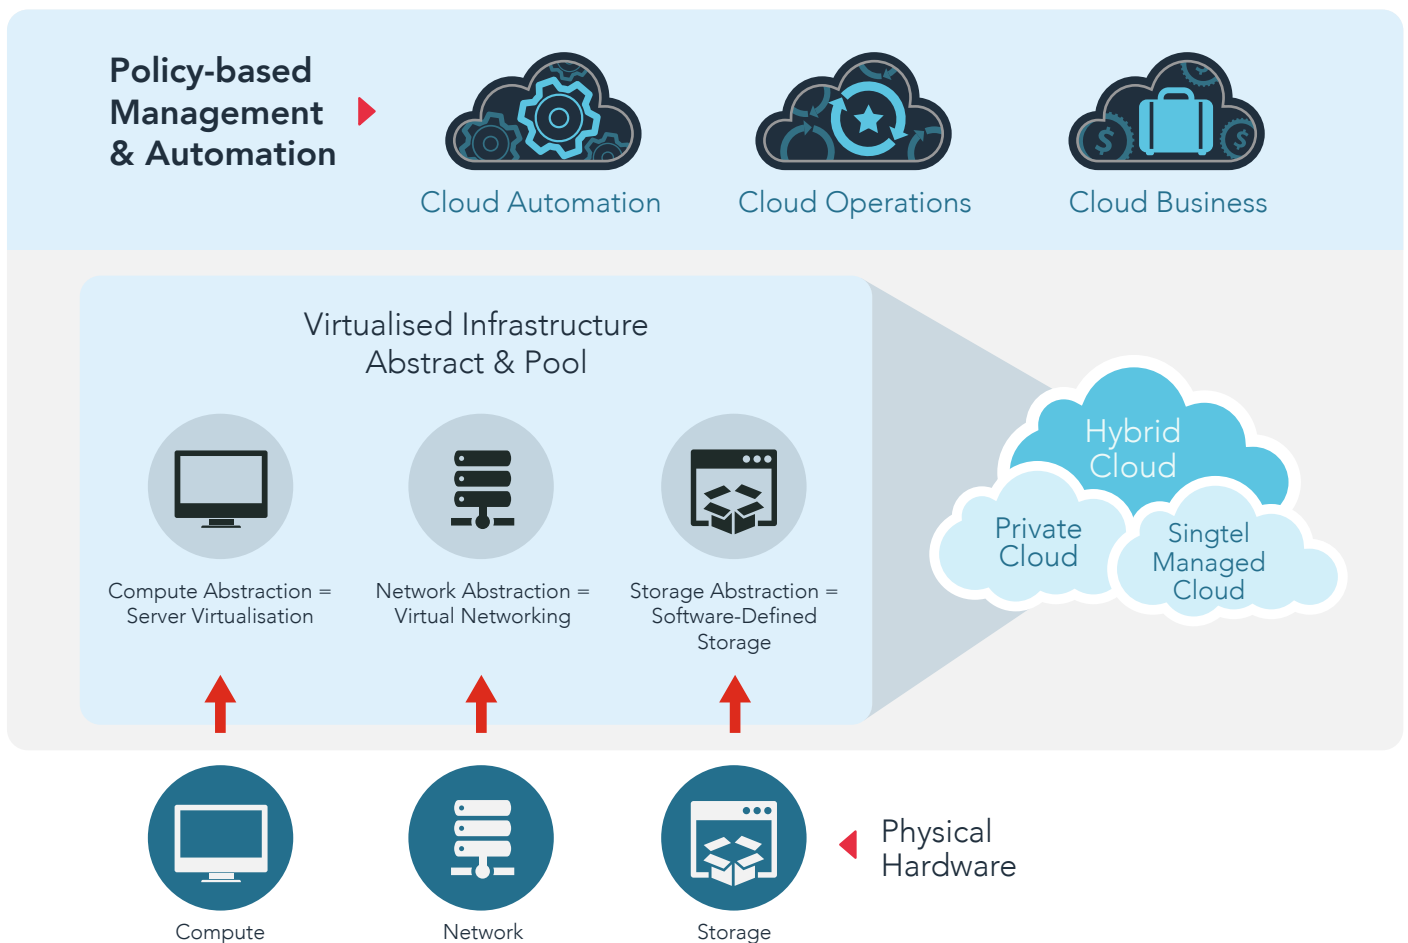 Policy-based
Management
& Automation
Cloud Automation
Cloud Operations
$
$
Cloud Business
Virtualised Infrastructure
Abstract & Pool
Compute Abstraction =
Server Virtualisation
Network Abstraction =
Virtual Networking
Storage Abstraction =
Software-Defined
Storage
Hybrid
Cloud
Private
Cloud
Singtel
Managed
Cloud
Physical
Hardware
Compute
Network
Storage